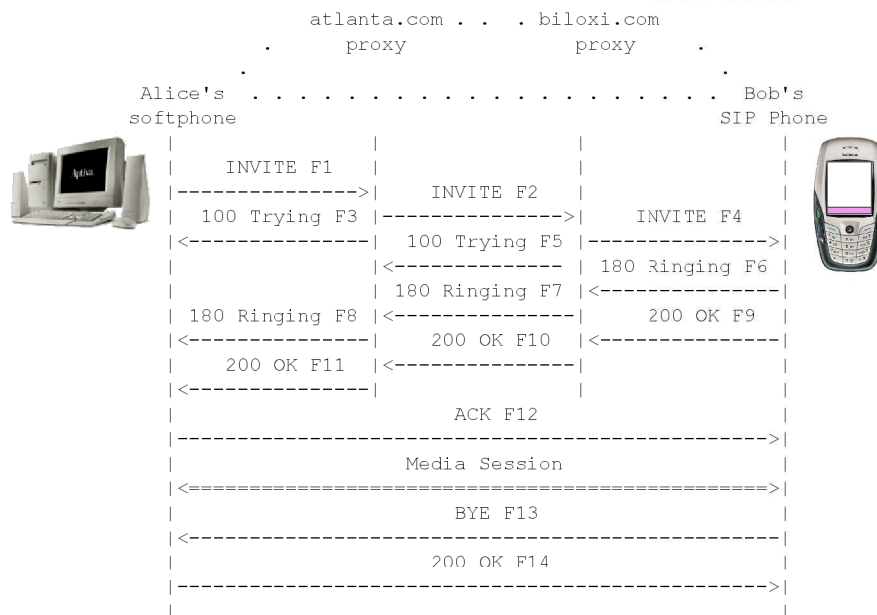 atlanta.com . . . biloxi.com
. proxy proxy .
. .
Alice's . . . . . . . . . . . . . . . . . . . . Bob's
softphone SIP Phone
| | | |
| INVITE F1 | | |
|--------------->| INVITE F2 | |
| 100 Trying F3 |--------------->| INVITE F4 |
|<---------------| 100 Trying F5 |--------------->|
| |<-------------- | 180 Ringing F6 |
| | 180 Ringing F7 |<---------------|
| 180 Ringing F8 |<---------------| 200 OK F9 |
|<---------------| 200 OK F10 |<---------------|
| 200 OK F11 |<---------------| |
|<---------------| | |
| ACK F12 |
|------------------------------------------------->|
| Media Session |
|<================================================>|
| BYE F13 |
|<-------------------------------------------------|
| 200 OK F14 |
|------------------------------------------------->|
| |
Aptiva
NOKIA